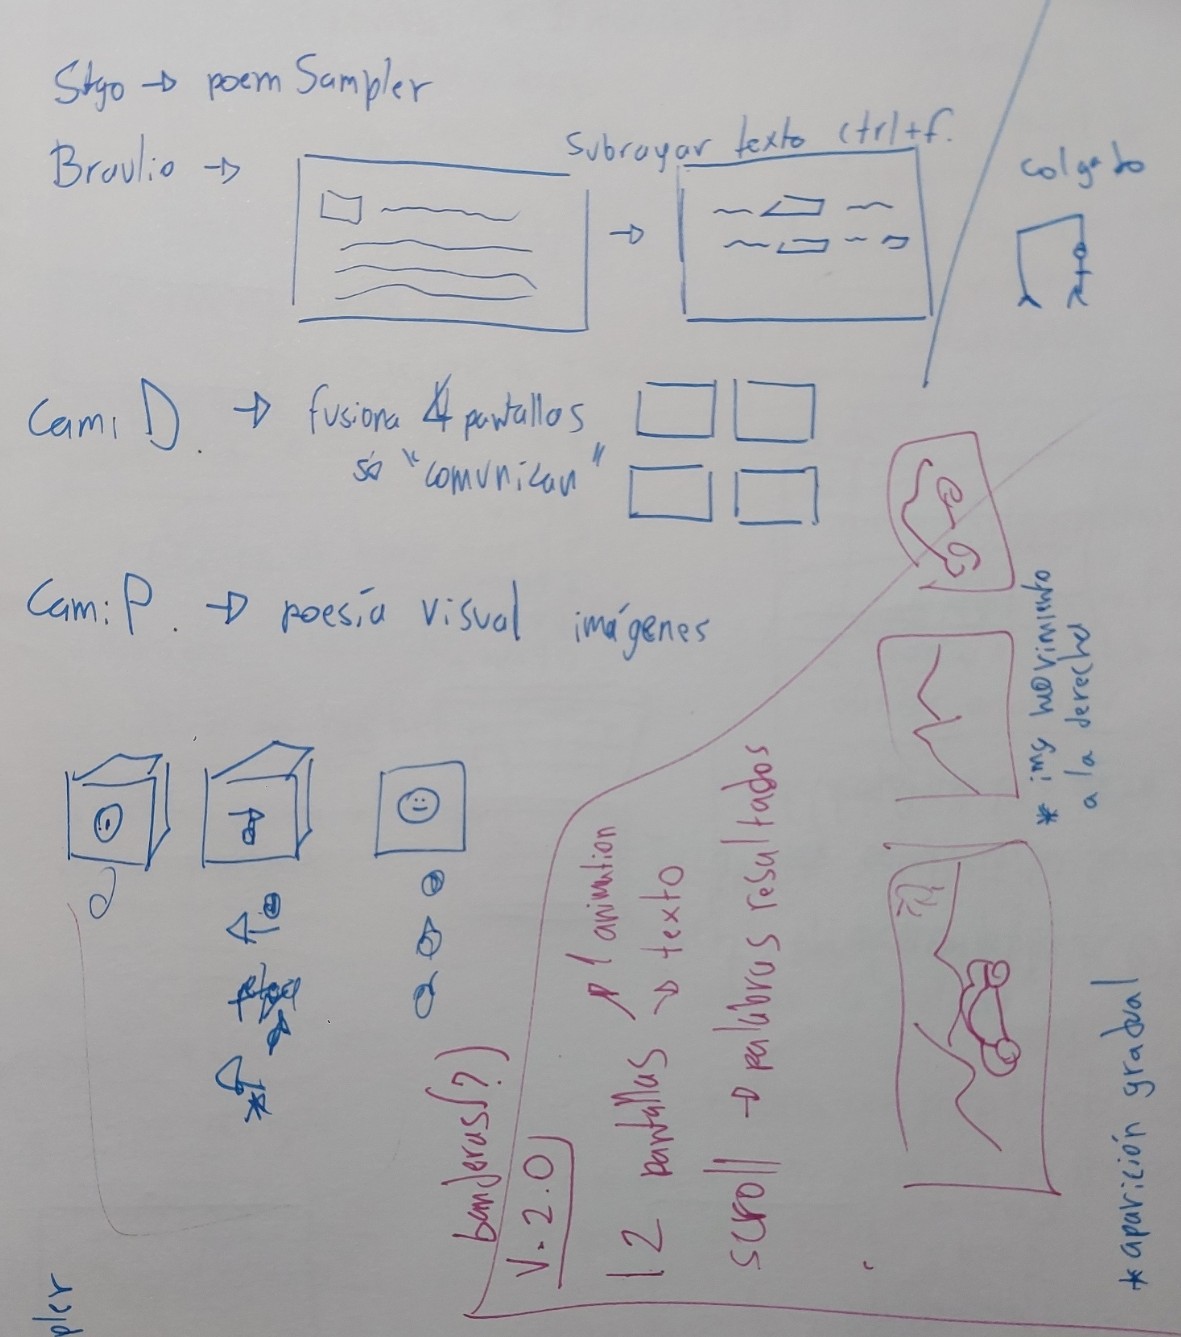 Stgo → poem Sampler
Braulio →
subrayar texto ctrl+f.
colgado
Cami D. → fusiona 4 pantallas
"comunican"
Cami P. → poesía visual imágenes
banderas(?)
V. 2.0
12 pantallas
1 animation
→ texto
scroll → palabras resultados
* img movimiento
a la derecha
* aparición gradual
pler